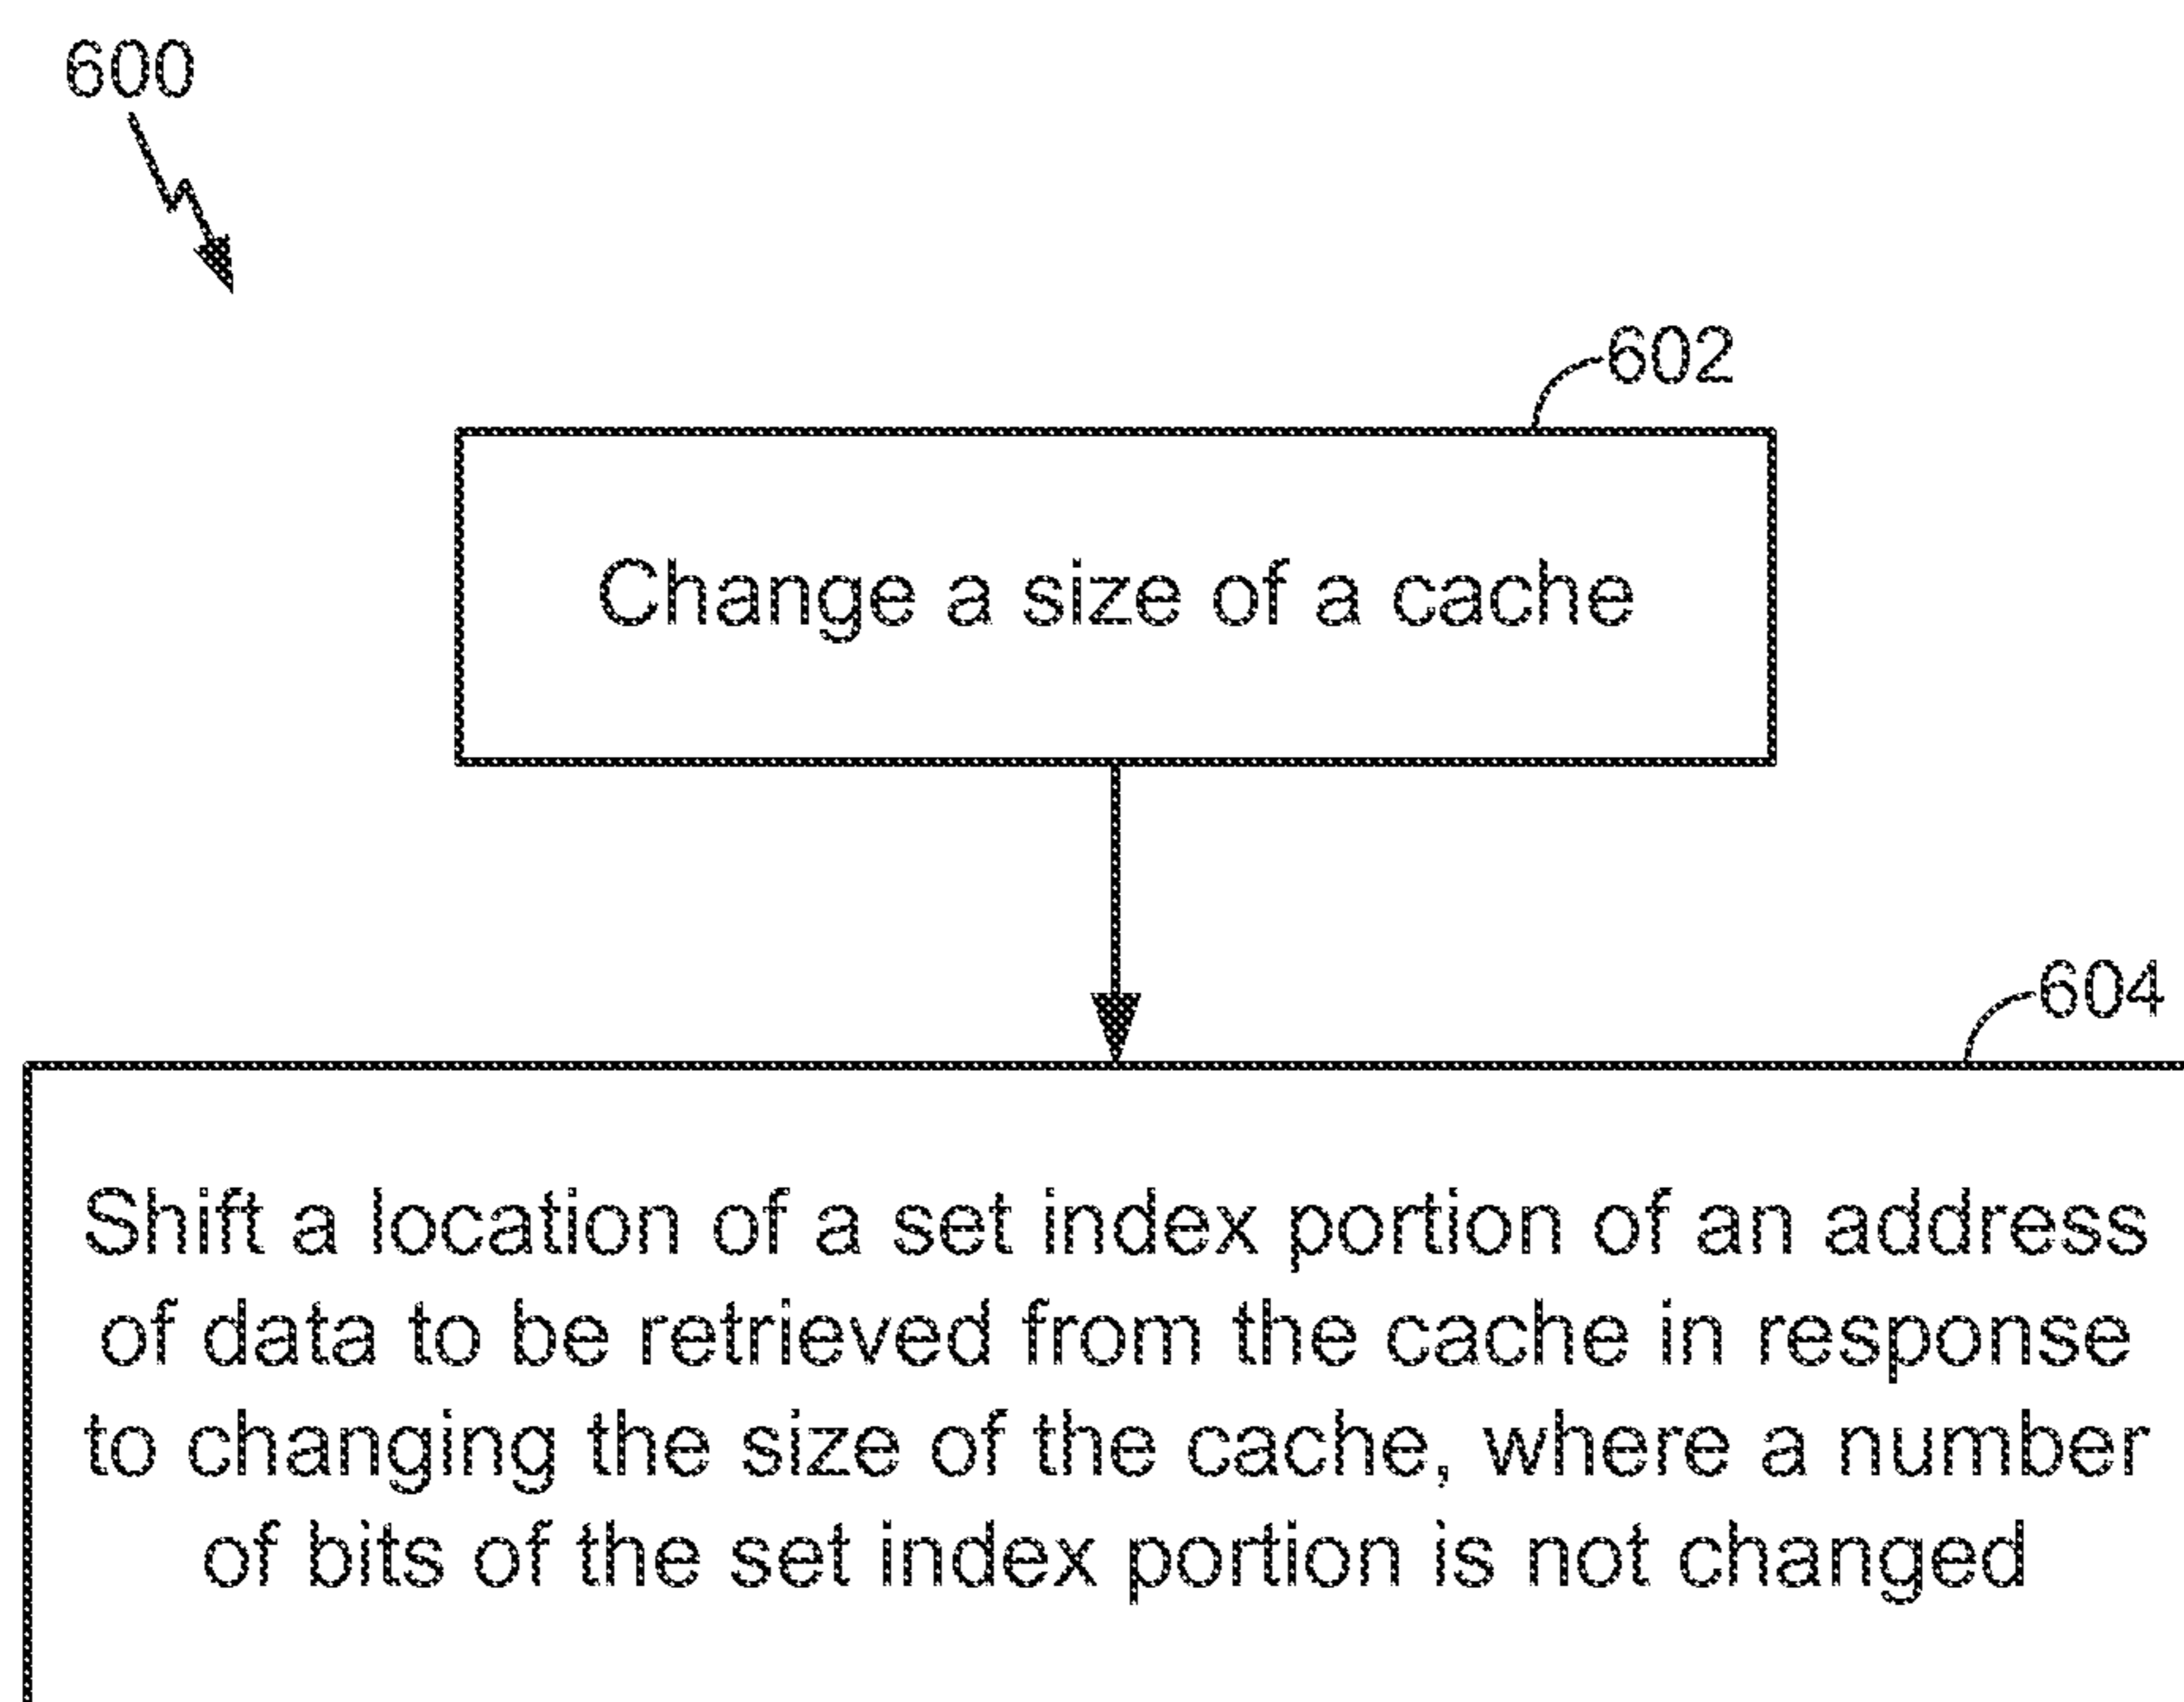 600
602
Change a size of a cache
604
Shift a location of a set index portion of an address
of data to be retrieved from the cache in response
to changing the size of the cache, where a number
of bits of the set index portion is not changed